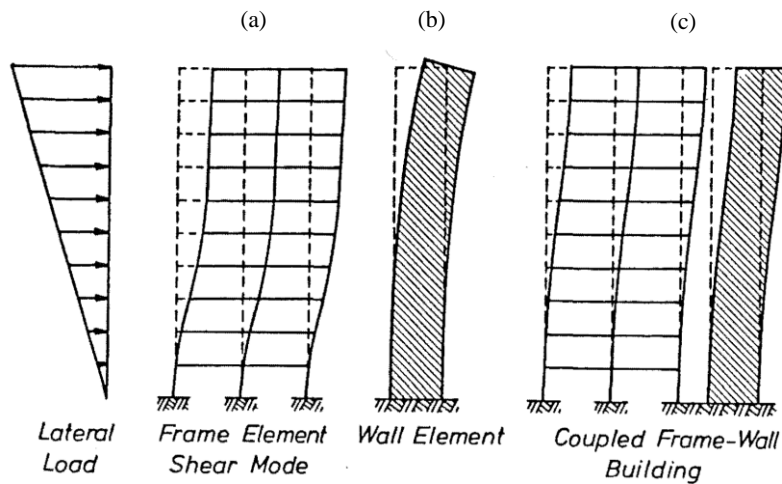 (a)
(b)
(c)
Lateral
Load
Frame Element
Shear Mode
Wall Element
Coupled Frame-Wall
Building